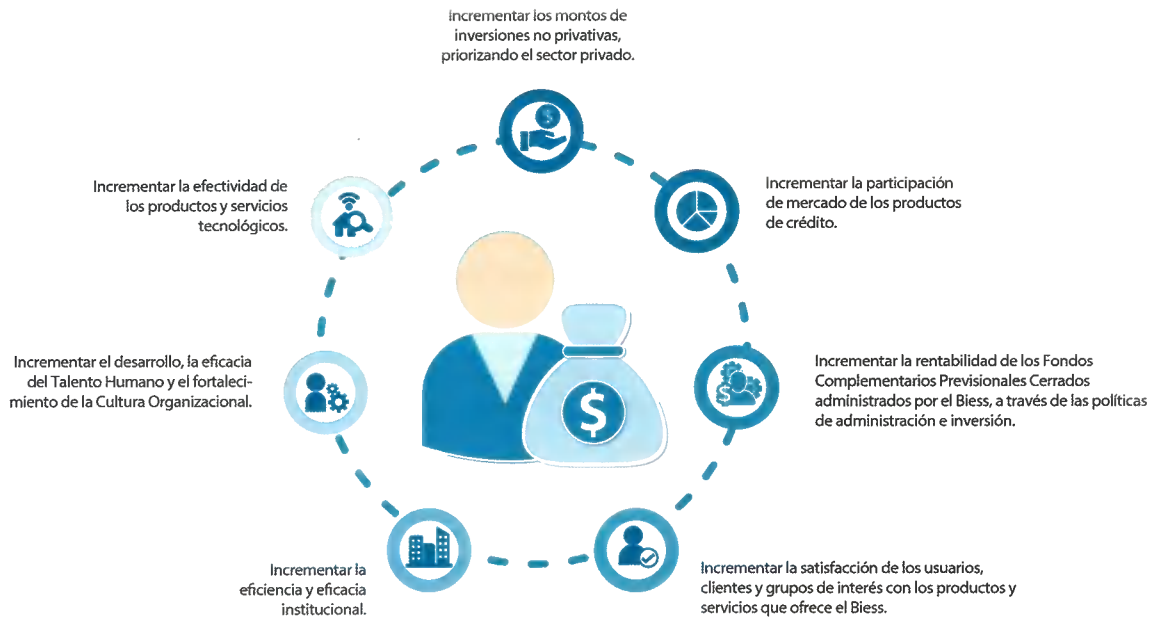 Incrementar los montos de
inversiones no privativas,
priorizando el sector privado.
Incrementar la participación
de mercado de los productos
de crédito.
Incrementar la rentabilidad de los Fondos
Complementarios Previsionales Cerrados
administrados por el Biess, a través de las políticas
de administración e inversión.
Incrementar la satisfacción de los usuarios,
clientes y grupos de interés con los productos y
servicios que ofrece el Biess.
Incrementar la
eficiencia y eficacia
institucional.
Incrementar el desarrollo, la eficacia
del Talento Humano y el fortaleci-
miento de la Cultura Organizacional.
Incrementar la efectividad de
los productos y servicios
tecnológicos.
$
$
$